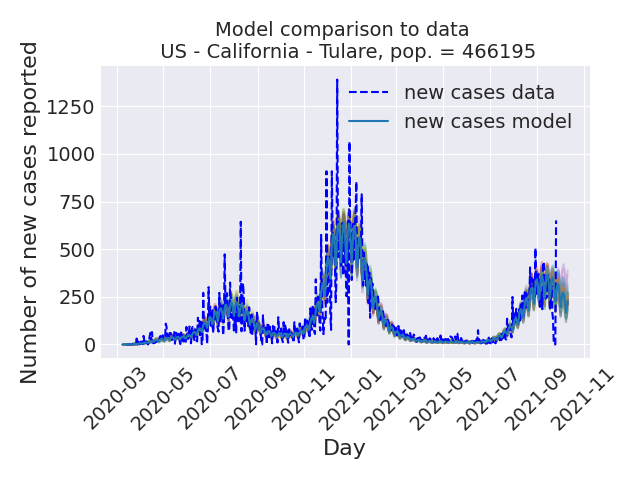 Model comparison to data
US - California - Tulare, pop. = 466195
Number of new cases reported
1250
1000
750
500
250
0
new cases data
new cases model
2020-03
2020-05
2020-07
2020-09
2020-11
2021-01
2021-03
2021-05
2021-07
2021-09
2021-11
Day